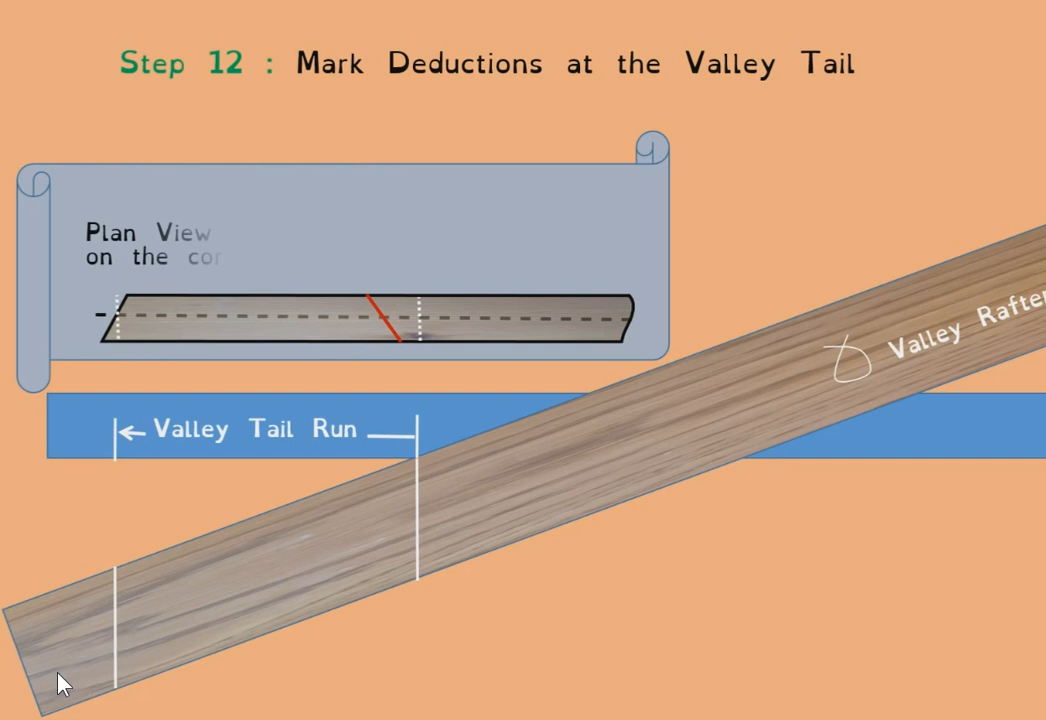 Step 12 : Mark Deductions at the Valley Tail
Plan View
on the
Valley Rafter
Valley Tail Run